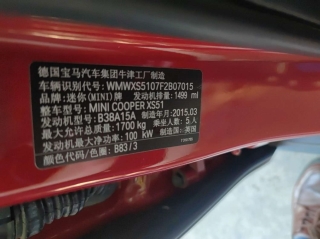 德国宝马汽车集团牛津工厂制造
车辆识别代号: WMWXS5107F2B07015
品牌: 迷你(MINI)牌 发动机排量: 1499 ml
整车型号: MINI COOPER XS51
发动机型号: B38A15A 制造年月: 2015.03
最大允许总质量: 1700 kg 乘坐人数: 5人
发动机最大净功率: 100 kW 制造国: 英国
颜色代码/色圈: B83/3